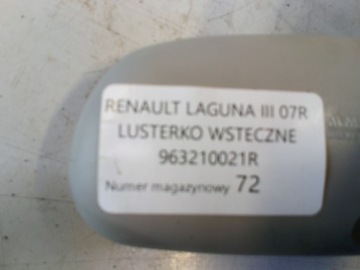 RENAULT LAGUNA III 07R
LUSTERKO WSTECZNE
963210021R
Numer magazynowy 72